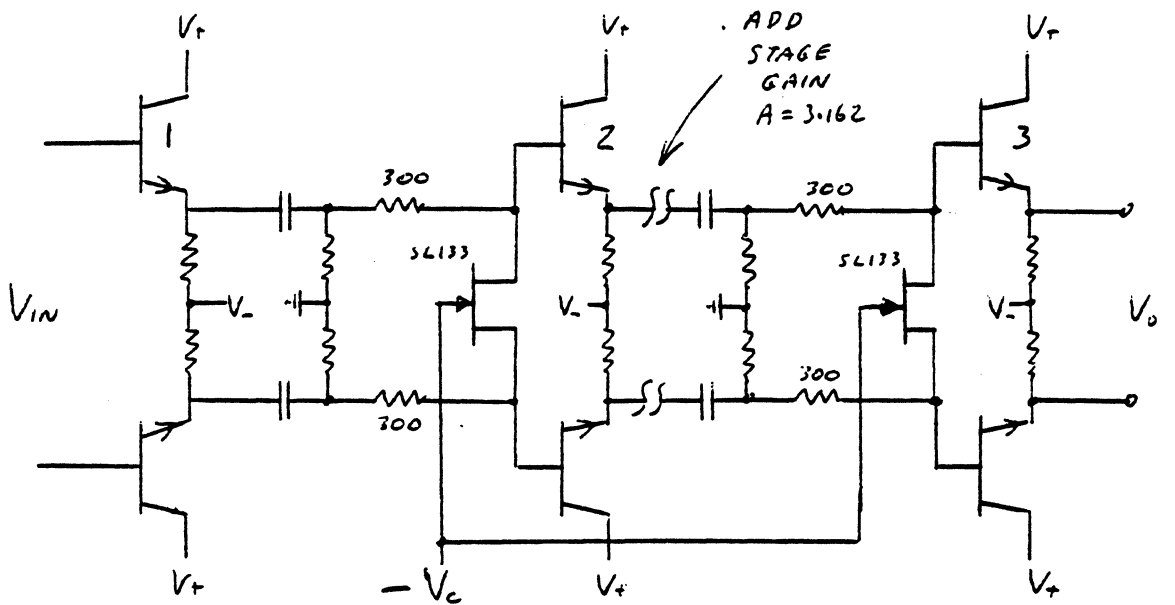 V+
V+
. ADD
STAGE
GAIN
A = 3.162
V+
1
2
3
300
300
SL133
SL133
VIN
V-
V-
V-
Vo
300
300
- Vc
V+
V+
V+